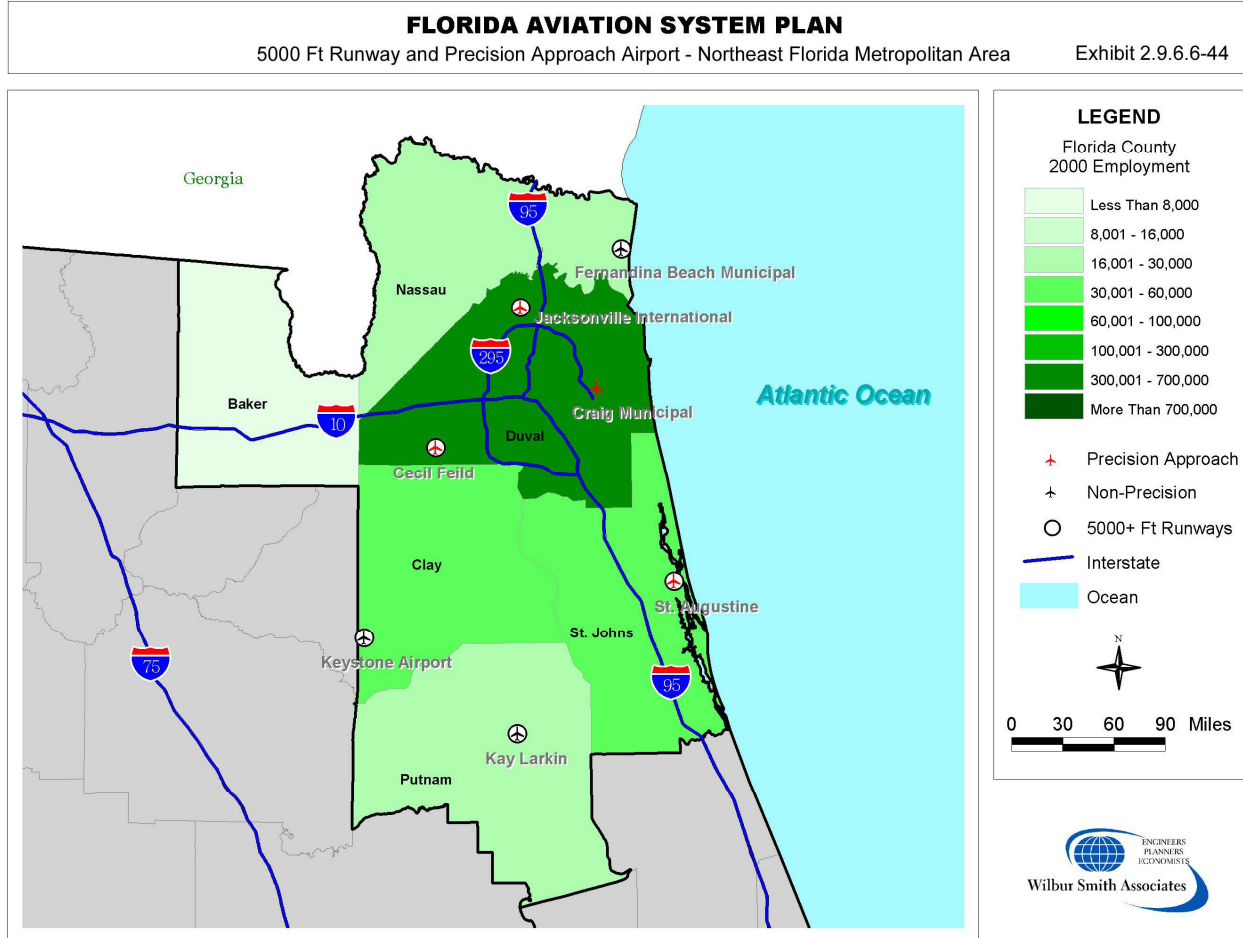 FLORIDA AVIATION SYSTEM PLAN
5000 Ft Runway and Precision Approach Airport - Northeast Florida Metropolitan Area
Exhibit 2.9.6.6-44
Georgia
95
Fernandina Beach Municipal
Nassau
Jacksonville International
295
Baker
10
Craig Municipal
Atlantic Ocean
Duval
Cecil Feild
Clay
St. Augustine
St. Johns
Keystone Airport
75
95
Kay Larkin
Putnam
LEGEND
Florida County
2000 Employment
Less Than 8,000
8,001 - 16,000
16,001 - 30,000
30,001 - 60,000
60,001 - 100,000
100,001 - 300,000
300,001 - 700,000
More Than 700,000
Precision Approach
Non-Precision
5000+ Ft Runways
Interstate
Ocean
N
0 30 60 90 Miles
ENGINEERS
PLANNERS
ECONOMISTS
Wilbur Smith Associates